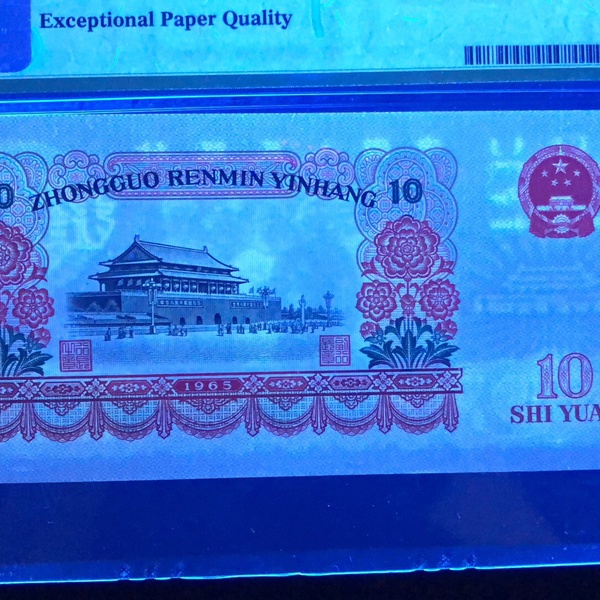 Exceptional Paper Quality
ZHONGGUO RENMIN YINHANG
10
1965
10
SHI YUA